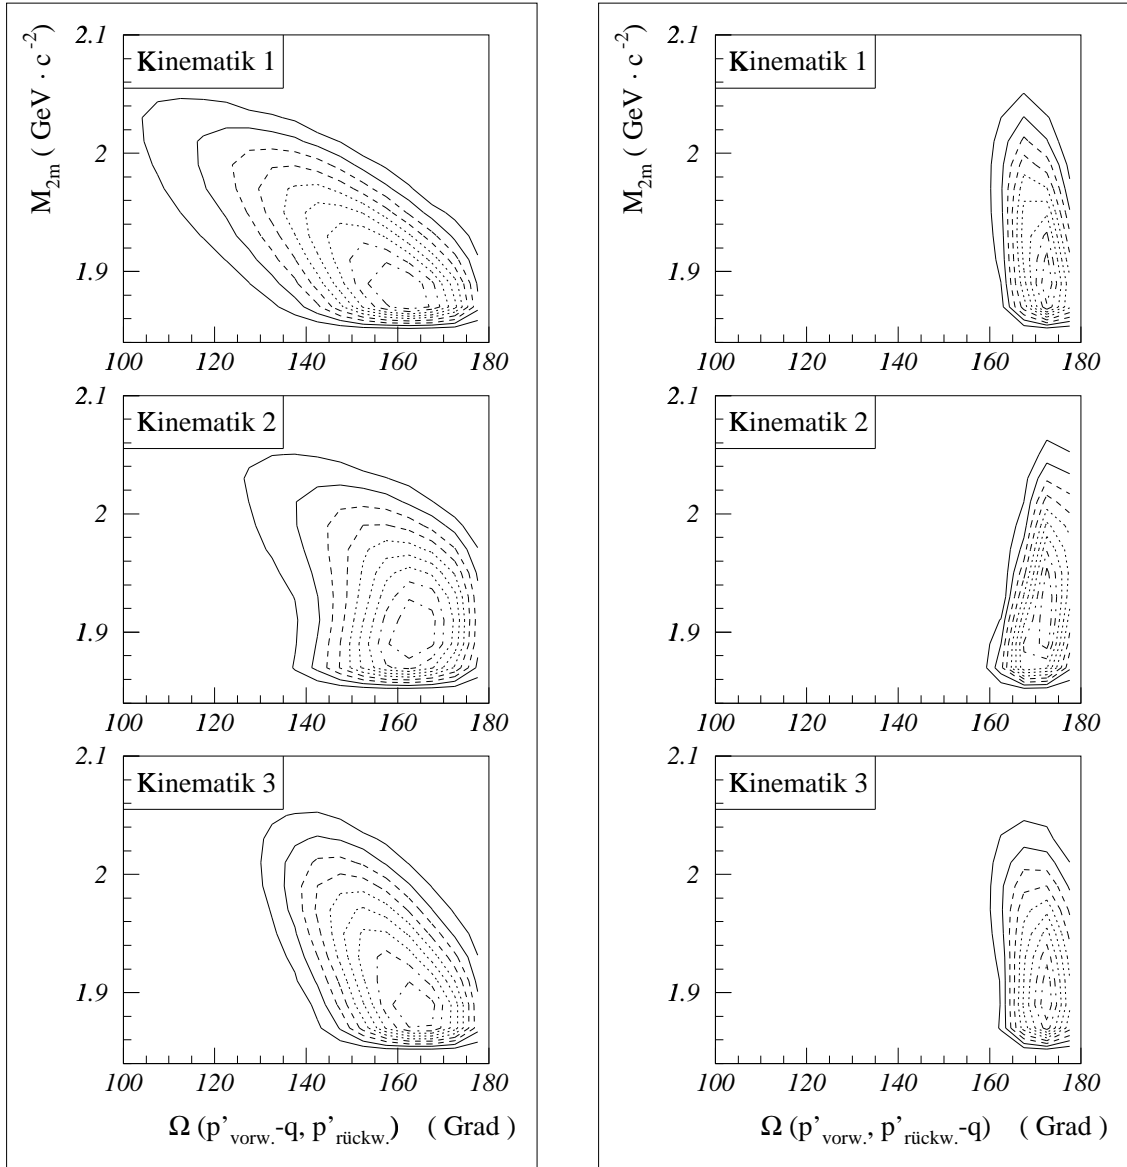 M2m ( GeV · c-2)
2.1
2
1.9
Kinematik 1
100 120 140 160 180
2.1
2
1.9
Kinematik 2
100 120 140 160 180
2.1
2
1.9
Kinematik 3
100 120 140 160 180
Ω (p’vorw.-q, p’rückw.) ( Grad )
M2m ( GeV · c-2)
2.1
2
1.9
Kinematik 1
100 120 140 160 180
2.1
2
1.9
Kinematik 2
100 120 140 160 180
2.1
2
1.9
Kinematik 3
100 120 140 160 180
Ω (p’vorw., p’rückw.-q) ( Grad )